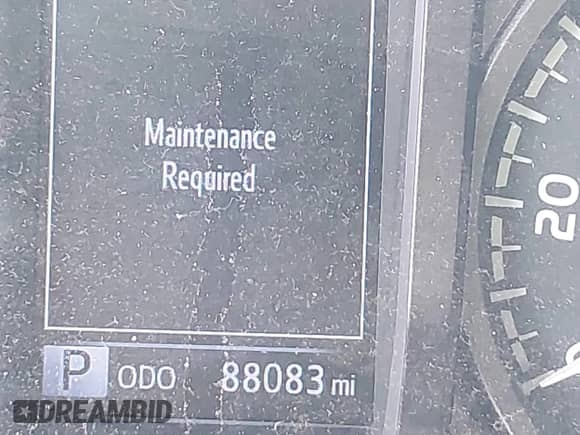 Maintenance
Required
20
P ODO 88083 mi
DREAMBID